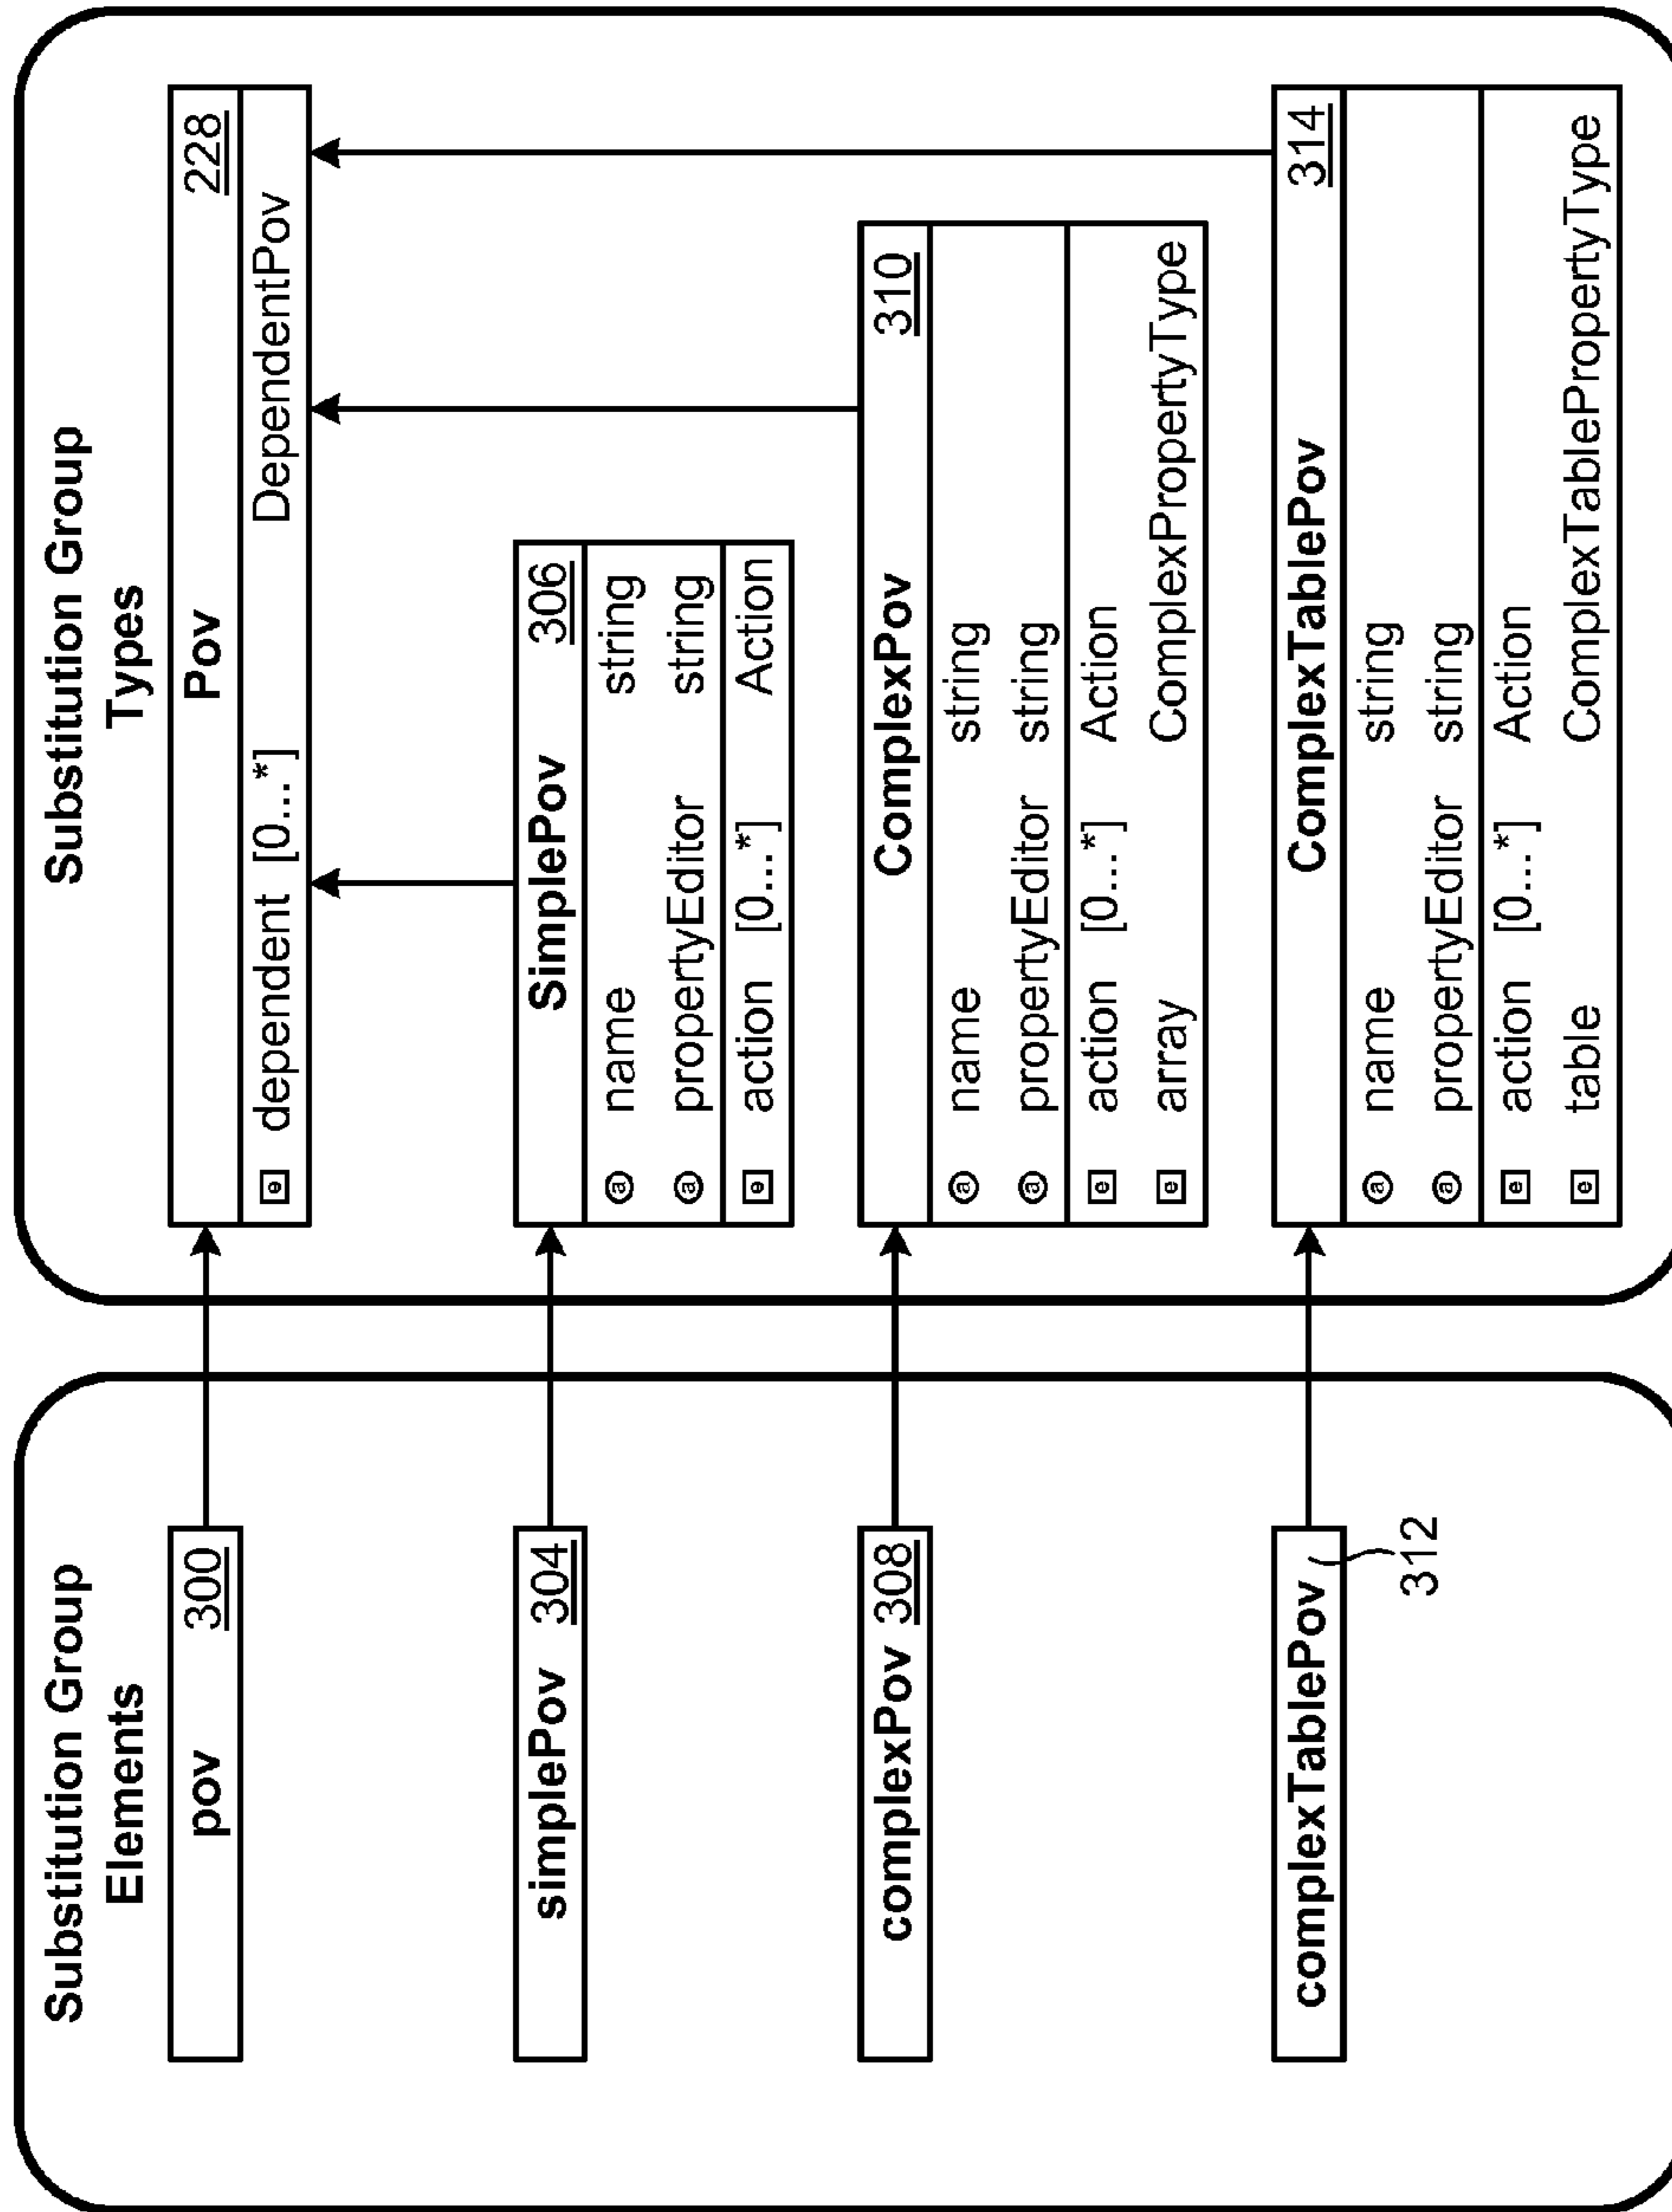 Substitution Group
Elements
pov 300
simplePov 304
complexPov 308
complexTablePov
312
Substitution Group
Types
Pov 228
e dependent [0...*] DependentPov
SimplePov 306
a name string
a propertyEditor string
e action [0...*] Action
ComplexPov 310
a name string
a propertyEditor string
e action [0...*] Action
e array ComplexPropertyType
ComplexTablePov 314
a name string
a propertyEditor string
e action [0...*] Action
e table ComplexTablePropertyType